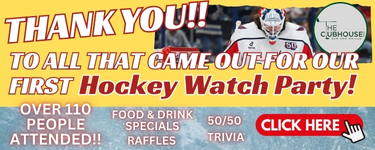 THANK YOU!!
THE
CLUBHOUSE
TO ALL THAT CAME OUT FOR OUR
FIRST Hockey Watch Party!
OVER 110
PEOPLE
ATTENDED!!
FOOD & DRINK
SPECIALS
RAFFLES
50/50
TRIVIA
CLICK HERE